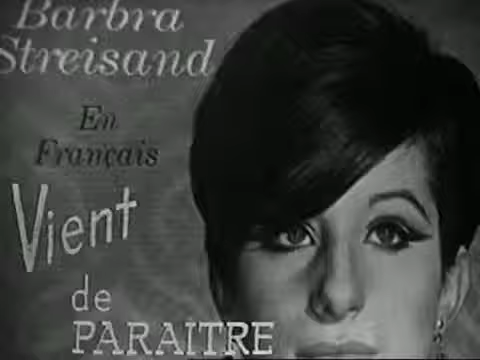 Barbra
Streisand
En
Français
Vient
de
PARAITRE